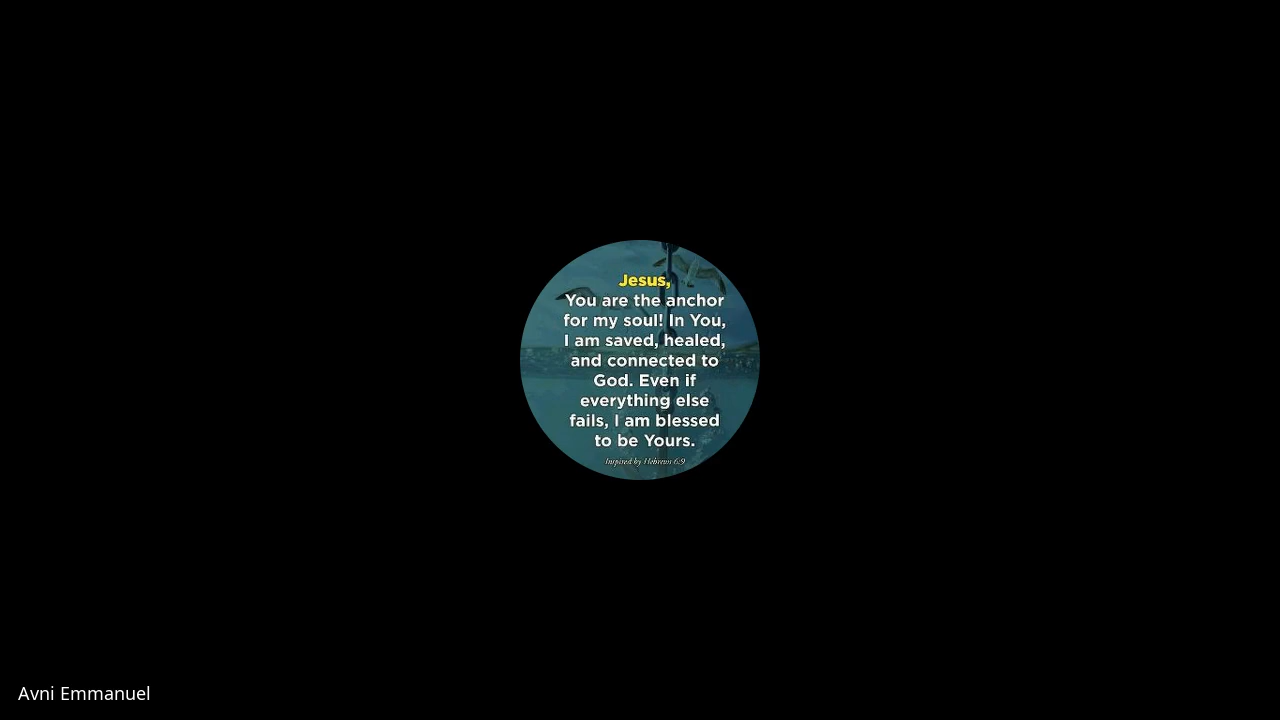 Jesus,
You are the anchor
for my soul! In You,
I am saved, healed,
and connected to
God. Even if
everything else
fails, I am blessed
to be Yours.
Inspired by Hebrews 6:9
Avni Emmanuel